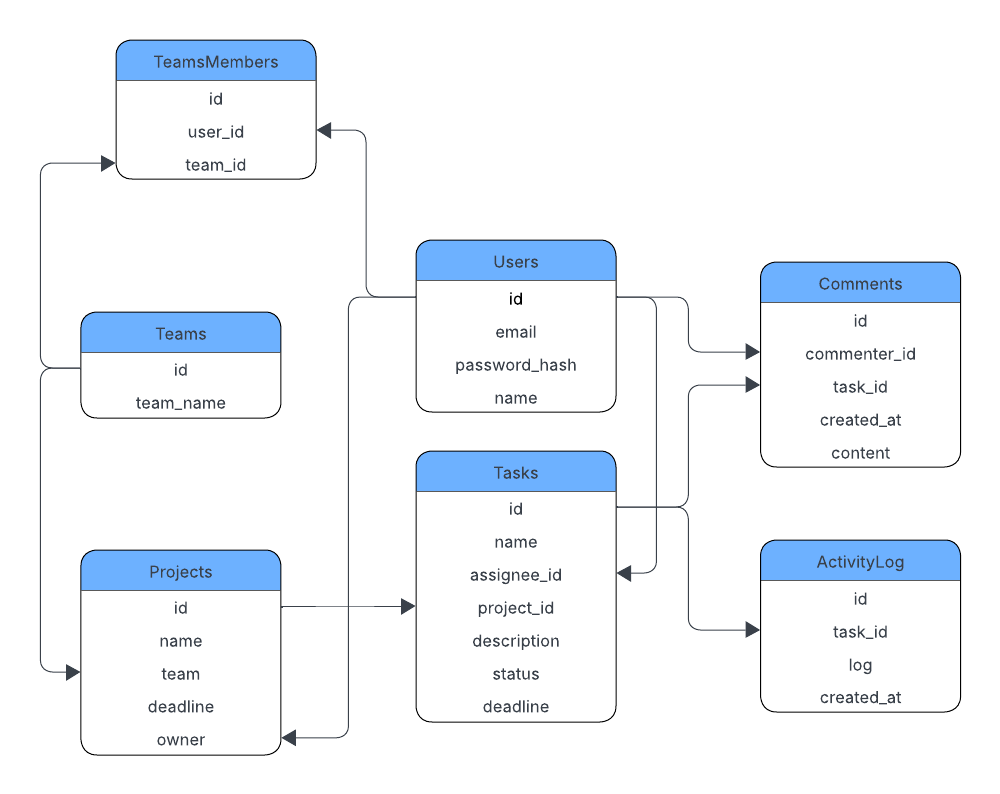 TeamsMembers
id
user_id
team_id
Users
id
email
password_hash
name
Comments
id
commenter_id
task_id
created_at
content
Teams
id
team_name
Tasks
id
name
assignee_id
project_id
description
status
deadline
ActivityLog
id
task_id
log
created_at
Projects
id
name
team
deadline
owner